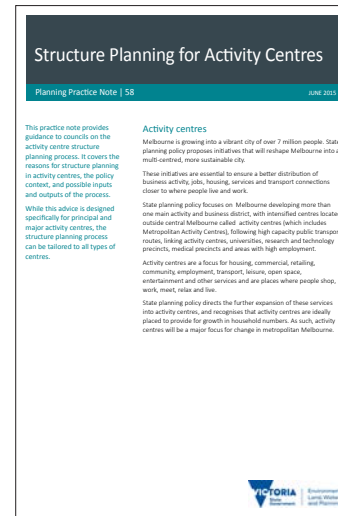 Structure Planning for Activity Centres
Planning Practice Note | 58
JUNE 2015
This practice note provides
guidance to councils on the
activity centre structure
planning process. It covers the
reasons for structure planning
in activity centres, the policy
context, and possible inputs
and outputs of the process.
While this advice is designed
specifically for principal and
major activity centres, the
structure planning process
can be tailored to all types of
centres.
Activity centres
Melbourne is growing into a vibrant city of over 7 million people. State
planning policy proposes initiatives that will reshape Melbourne into a
multi-centred, more sustainable city.
These initiatives are essential to ensure a better distribution of
business activity, jobs, housing, services and transport connections
closer to where people live and work.
State planning policy focuses on Melbourne developing more than
one main activity and business district, with intensified centres locate
outside central Melbourne called activity centres (which includes
Metropolitan Activity Centres), following high capacity public transpor
routes, linking activity centres, universities, research and technology
precincts, medical precincts and areas with high employment.
Activity centres are a focus for housing, commercial, retailing,
community, employment, transport, leisure, open space,
entertainment and other services and are places where people shop,
work, meet, relax and live.
State planning policy directs the further expansion of these services
into activity centres, and recognises that activity centres are ideally
placed to provide for growth in household numbers. As such, activity
centres will be a major focus for change in metropolitan Melbourne.
VICTORIA
State
Government
Environmen
Land, Wate
and Plannin